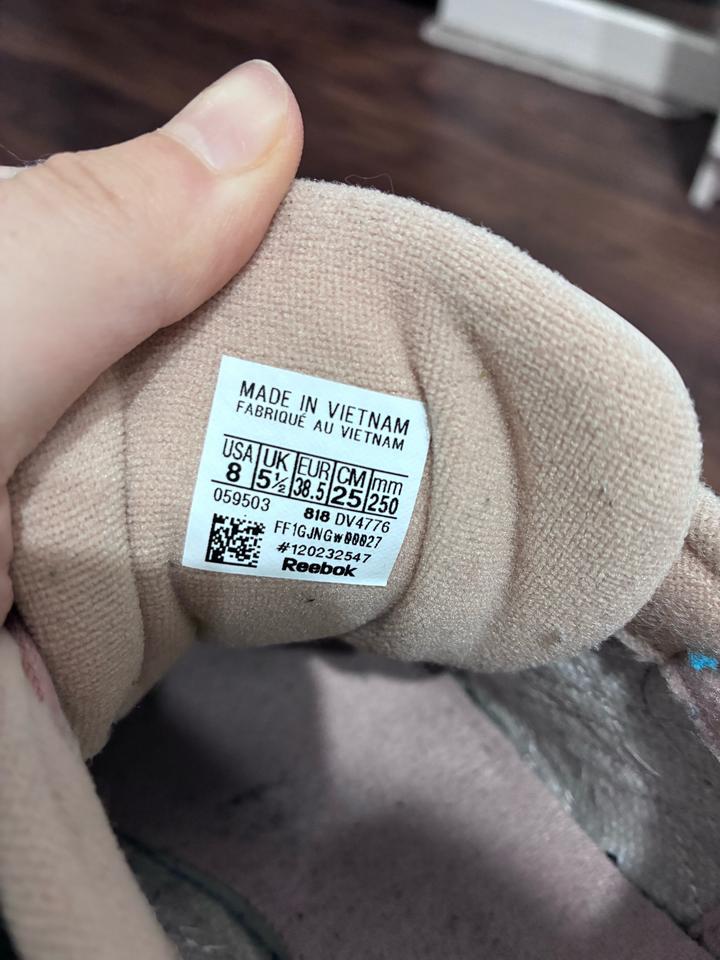 MADE IN VIETNAM
FABRIQUÉ AU VIETNAM
USA UK EUR CM mm
8 5½ 38.5 25 250
059503 818 DV4776
FF1GJNGw00027
#120232547
Reebok